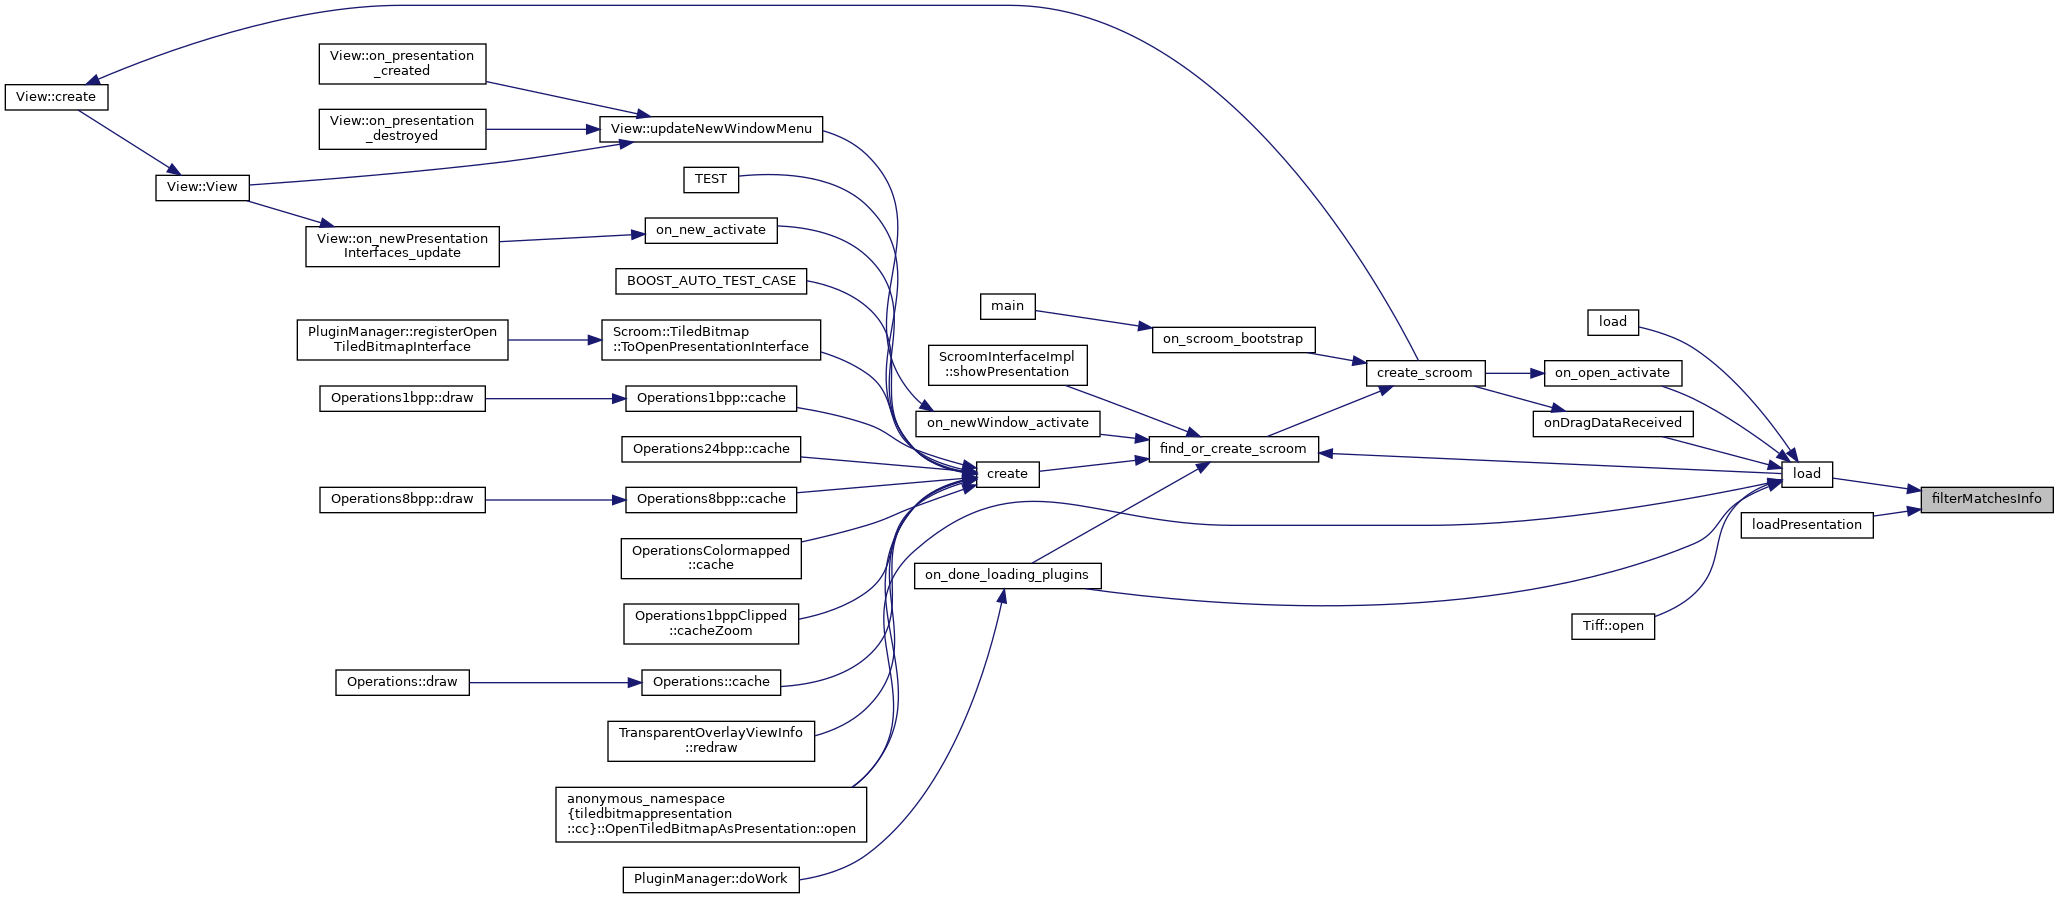 View::on_presentation
_created
View::create
View::on_presentation
_destroyed
View::updateNewWindowMenu
View::View
TEST
View::on_newPresentation
Interfaces_update
on_new_activate
BOOST_AUTO_TEST_CASE
PluginManager::registerOpen
TiledBitmapInterface
Scroom::TiledBitmap
::ToOpenPresentationInterface
Operations1bpp::draw
Operations1bpp::cache
Operations24bpp::cache
Operations8bpp::draw
Operations8bpp::cache
OperationsColormapped
::cache
Operations1bppClipped
::cacheZoom
Operations::draw
Operations::cache
TransparentOverlayViewInfo
::redraw
anonymous_namespace
{tiledbitmappresentation
::cc}::OpenTiledBitmapAsPresentation::open
PluginManager::doWork
main
ScroomInterfaceImpl
::showPresentation
on_newWindow_activate
create
on_done_loading_plugins
on_scroom_bootstrap
find_or_create_scroom
create_scroom
load
on_open_activate
onDragDataReceived
load
filterMatchesInfo
loadPresentation
Tiff::open